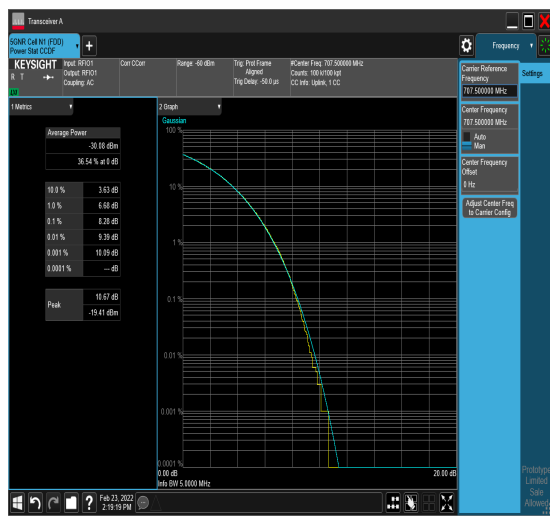 Transceiver A
5GNR Cell N1 (FDD)
Power Stat CCDF
+
Frequency
KEYSIGHT
R T
Input: RFIO1
Output: RFIO1
Coupling: AC
Corr CCorr
Range: -60 dBm
Trig: Prot Frame
Aligned
Trig Delay: -50.0 µs
#Center Freq: 707.500000 MHz
Counts: 100 k/100 kpt
CC Info: Uplink, 1 CC
1 Metrics
Average Power
-30.08 dBm
36.54 % at 0 dB
10.0 % 3.63 dB
1.0 % 6.68 dB
0.1 % 8.28 dB
0.01 % 9.39 dB
0.001 % 10.09 dB
0.0001 % --- dB
Peak
10.67 dB
-19.41 dBm
2 Graph
Gaussian
100 %
10 %
1 %
0.1 %
0.01 %
0.001 %
0.0001 %
0.00 dB
20.00 dB
Info BW 5.0000 MHz
Carrier Reference
Frequency
707.500000 MHz
Center Frequency
707.500000 MHz
Auto
Man
Center Frequency
Offset
0 Hz
Adjust Center Freq
to Carrier Config
Settings
Prototype
Limited
Sale
Allowed
?
Feb 23, 2022
2:19:19 PM